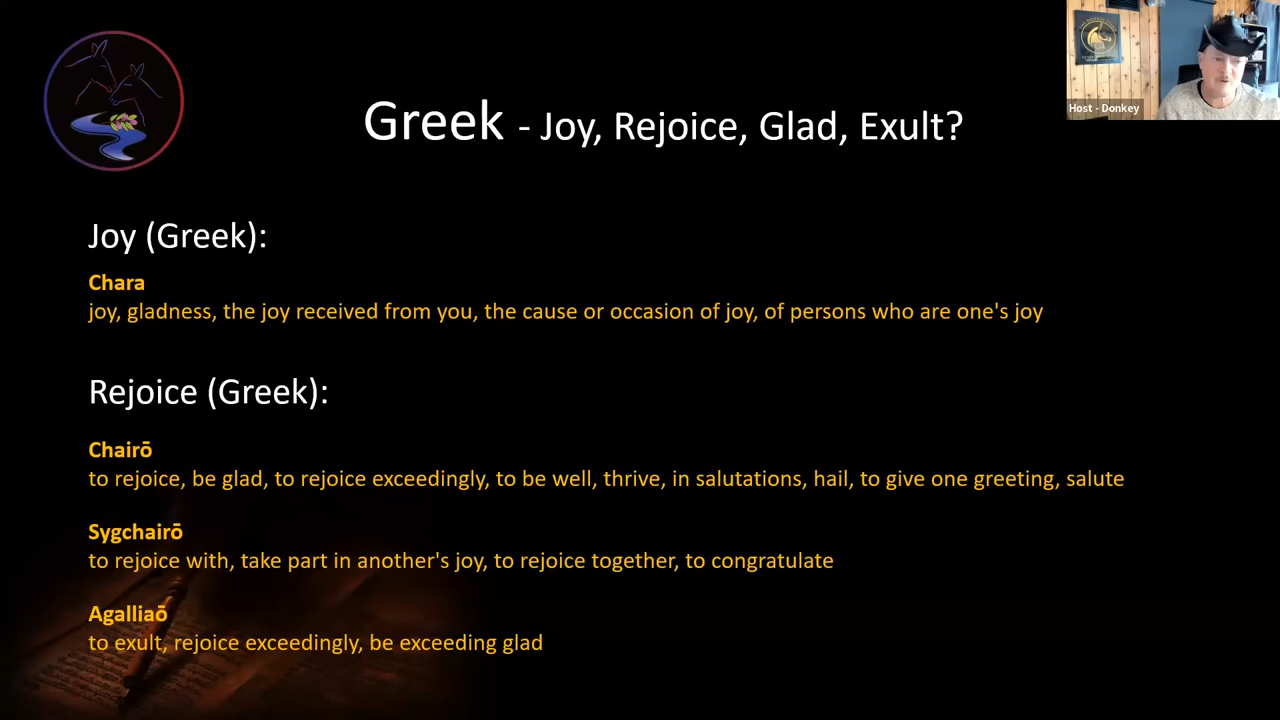 Greek - Joy, Rejoice, Glad, Exult?
Host - Donkey
Joy (Greek):
Chara
joy, gladness, the joy received from you, the cause or occasion of joy, of persons who are one's joy
Rejoice (Greek):
Chairō
to rejoice, be glad, to rejoice exceedingly, to be well, thrive, in salutations, hail, to give one greeting, salute
Sygchairō
to rejoice with, take part in another's joy, to rejoice together, to congratulate
Agalliaō
to exult, rejoice exceedingly, be exceeding glad